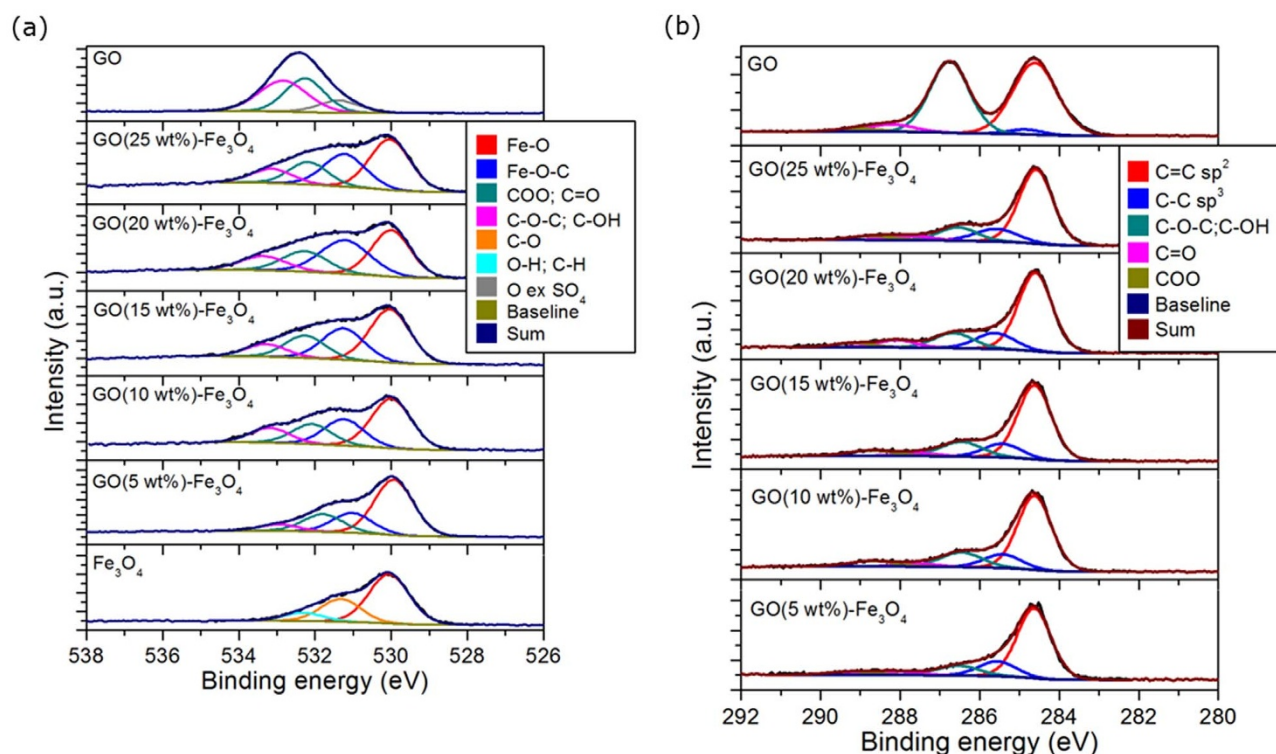 (a)
GO
GO(25 wt%)-Fe₃O₄
GO(20 wt%)-Fe₃O₄
GO(15 wt%)-Fe₃O₄
GO(10 wt%)-Fe₃O₄
GO(5 wt%)-Fe₃O₄
Fe₃O₄
Fe-O
Fe-O-C
COO; C=O
C-O-C; C-OH
C-O
O-H; C-H
O ex SO₄
Baseline
Sum
Intensity (a.u.)
538 536 534 532 530 528 526
Binding energy (eV)
(b)
GO
GO(25 wt%)-Fe₃O₄
GO(20 wt%)-Fe₃O₄
GO(15 wt%)-Fe₃O₄
GO(10 wt%)-Fe₃O₄
GO(5 wt%)-Fe₃O₄
C=C sp²
C-C sp³
C-O-C;C-OH
C=O
COO
Baseline
Sum
Intensity (a.u.)
292 290 288 286 284 282 280
Binding energy (eV)